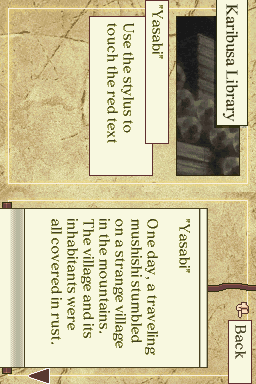 Karibusa Library
"Yasabi"
Use the stylus to
touch the red text
Back
"Yasabi"
One day, a traveling
mushishi stumbled
on a strange village
in the mountains.
The village and its
inhabitants were
all covered in rust.